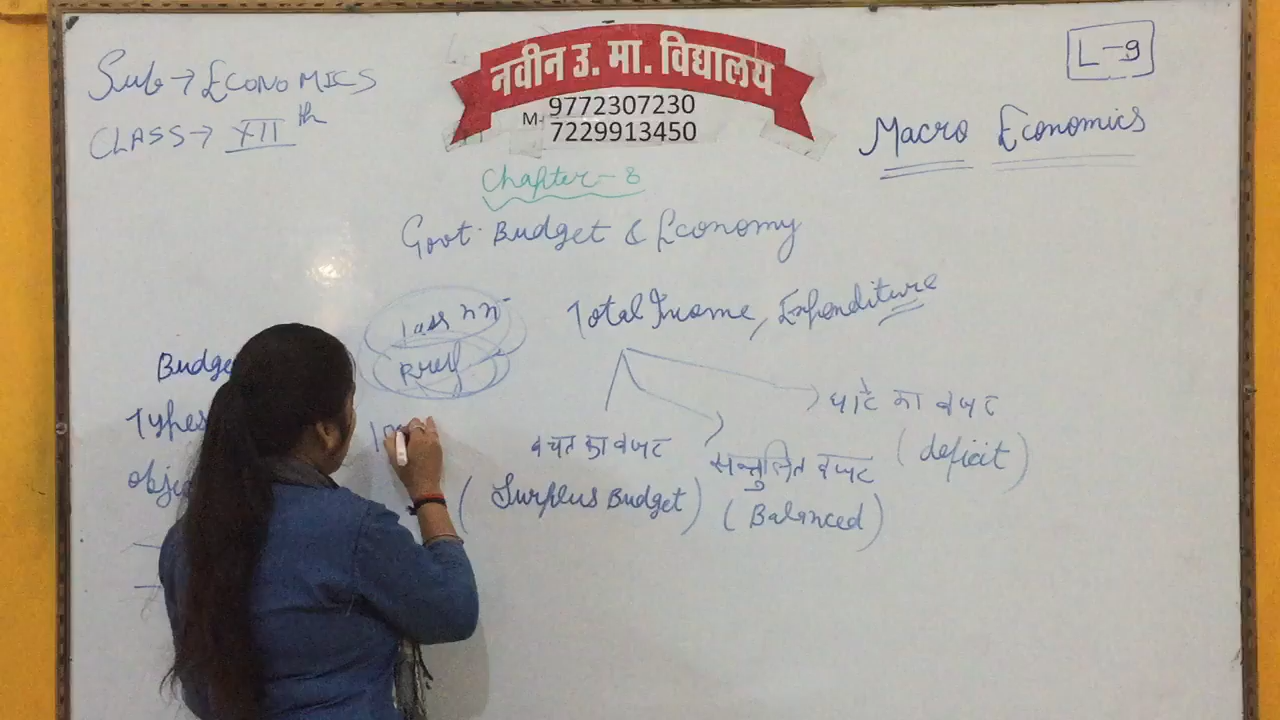 Sub → ECONOMICS
CLASS → XII th
नवीन उ. मा. विद्यालय
M- 9772307230
7229913450
L-9
Macro Economics
Chapter - 8
Govt. Budget & Economy
Total Income, Expenditure
Budge
Types
obje
घाटे का बजट
(deficit)
बचत का बजट
(Surplus Budget)
सन्तुलित बजट
(Balanced)